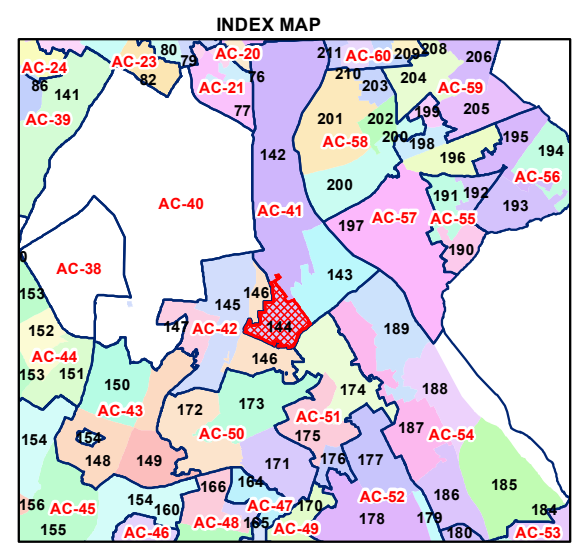 INDEX MAP
80 AC-20 211 AC-60 209 208
AC-23 79 206
AC-24 82 76 210 204
86 141 AC-21 203 AC-59
77 201 202 199 205
AC-39 AC-58 200 198 195
142 196 194
AC-56
200 191 192
AC-40 AC-41 AC-57 AC-55 193
197
190
AC-38 143
153 145 146
147 AC-42 144 189
152
AC-44 146
153 151 150 174 188
AC-43 172 173 AC-51
154 154 AC-50 175 187 AC-54
148 149 171 176 177
166 164 186 185
156 AC-45 154 160 AC-47 170 AC-52 184
155 AC-46 AC-48 165 AC-49 178 179 180 AC-53